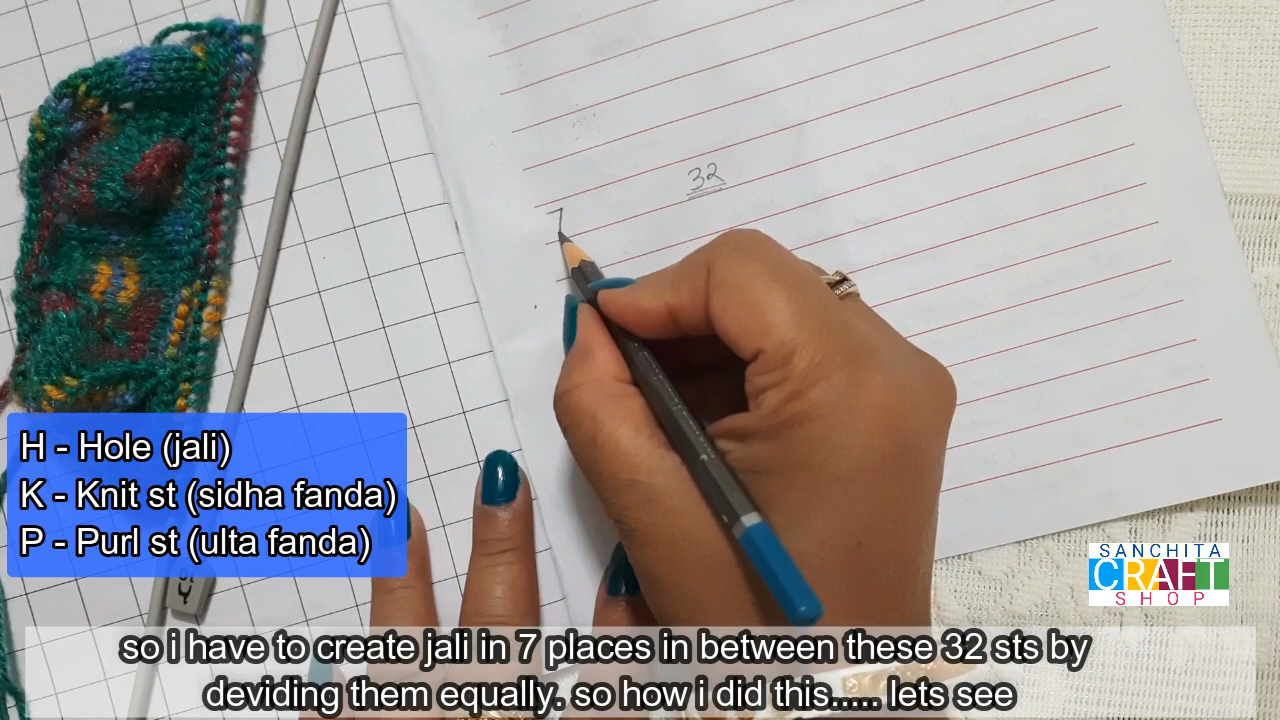 32
7
H - Hole (jali)
K - Knit st (sidha fanda)
P - Purl st (ulta fanda)
SANCHITA
CRAFT
SHOP
so i have to create jali in 7 places in between these 32 sts by
deviding them equally. so how i did this..... lets see